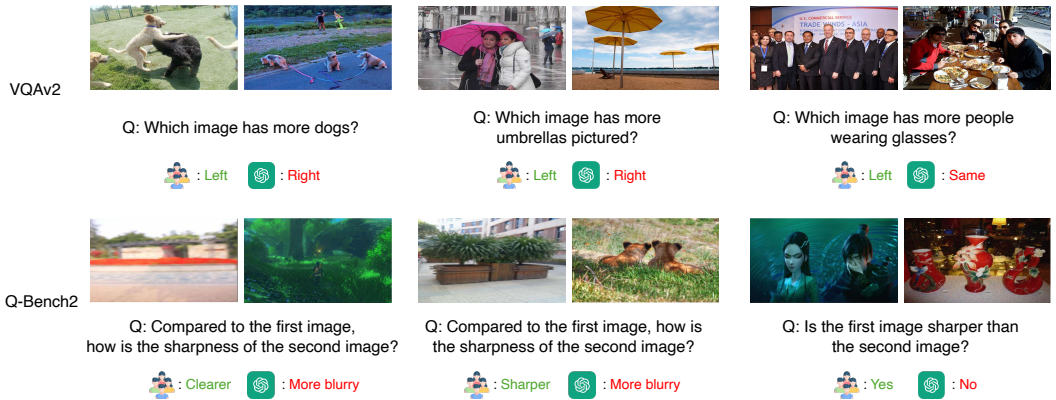 VQAv2
U.S. COMMERCIAL SERVICE
TRADE WINDS – ASIA
Q: Which image has more dogs?
Q: Which image has more
umbrellas pictured?
Q: Which image has more people
wearing glasses?
: Left : Right
: Left : Right
: Left : Same
Q-Bench2
Q: Compared to the first image,
how is the sharpness of the second image?
Q: Compared to the first image, how is
the sharpness of the second image?
Q: Is the first image sharper than
the second image?
: Clearer : More blurry
: Sharper : More blurry
: Yes : No